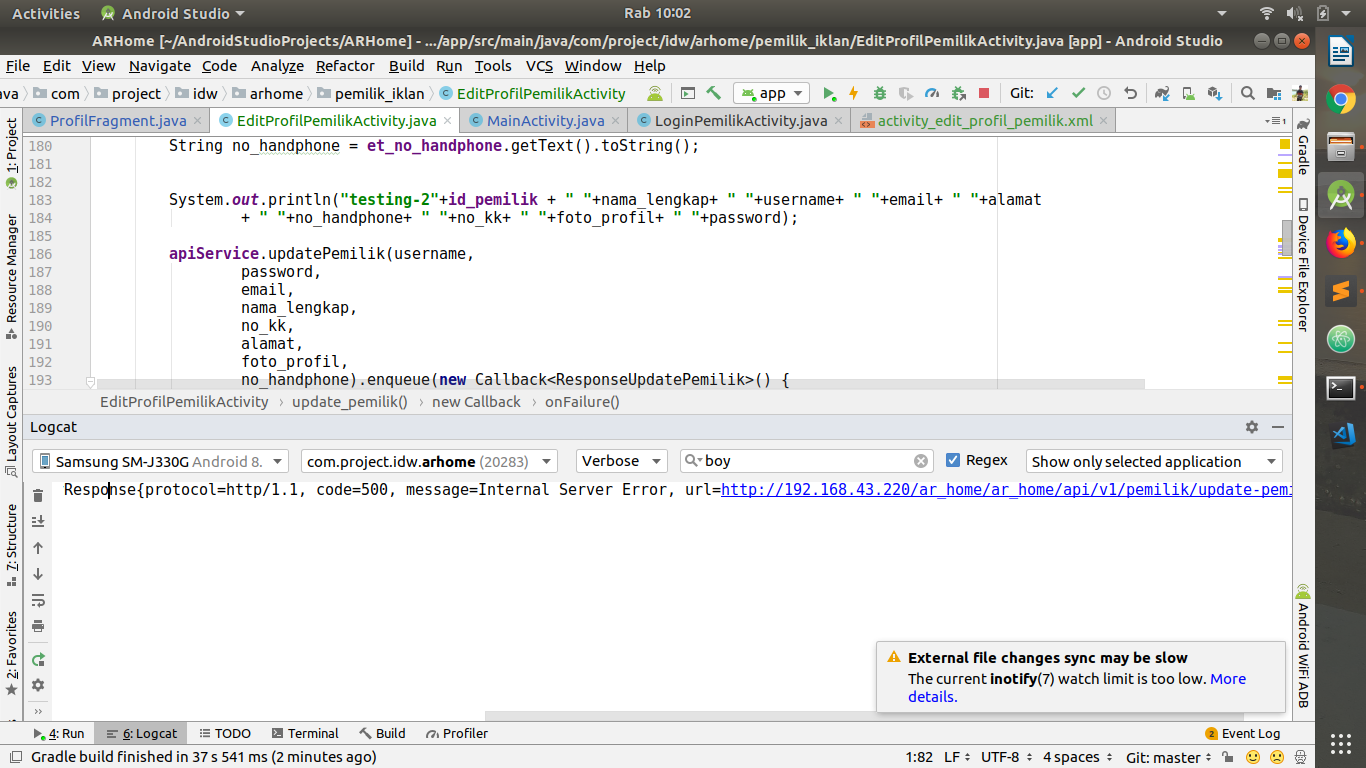 Activities Android Studio Rab 10:02
ARHome [~/AndroidStudioProjects/ARHome] - .../app/src/main/java/com/project/idw/arhome/pemilik_iklan/EditProfilPemilikActivity.java [app] - Android Studio
File Edit View Navigate Code Analyze Refactor Build Run Tools VCS Window Help
ava com project idw arhome pemilik_iklan EditProfilPemilikActivity app Git:
ProfilFragment.java EditProfilPemilikActivity.java MainActivity.java LoginPemilikActivity.java activity_edit_profil_pemilik.xml
180 String no_handphone = et_no_handphone.getText().toString();
181
182
183 System.out.println("testing-2"+id_pemilik + " "+nama_lengkap+ " "+username+ " "+email+ " "+alamat
184 + " "+no_handphone+ " "+no_kk+ " "+foto_profil+ " "+password);
185
186 apiService.updatePemilik(username,
187 password,
188 email,
189 nama_lengkap,
190 no_kk,
191 alamat,
192 foto_profil,
193 no_handphone).enqueue(new Callback<ResponseUpdatePemilik>() {
EditProfilPemilikActivity › update_pemilik() › new Callback › onFailure()
Logcat
Samsung SM-J330G Android 8. com.project.idw.arhome (20283) Verbose boy Regex Show only selected application
Response{protocol=http/1.1, code=500, message=Internal Server Error, url=http://192.168.43.220/ar_home/ar_home/api/v1/pemilik/update-pemi
External file changes sync may be slow
The current inotify(7) watch limit is too low. More
details.
1: Project
Resource Manager
Layout Captures
7: Structure
2: Favorites
Gradle
Device File Explorer
Android WiFi ADB
4: Run 6: Logcat TODO Terminal Build Profiler 2 Event Log
Gradle build finished in 37 s 541 ms (2 minutes ago) 1:82 LF UTF-8 4 spaces Git: master